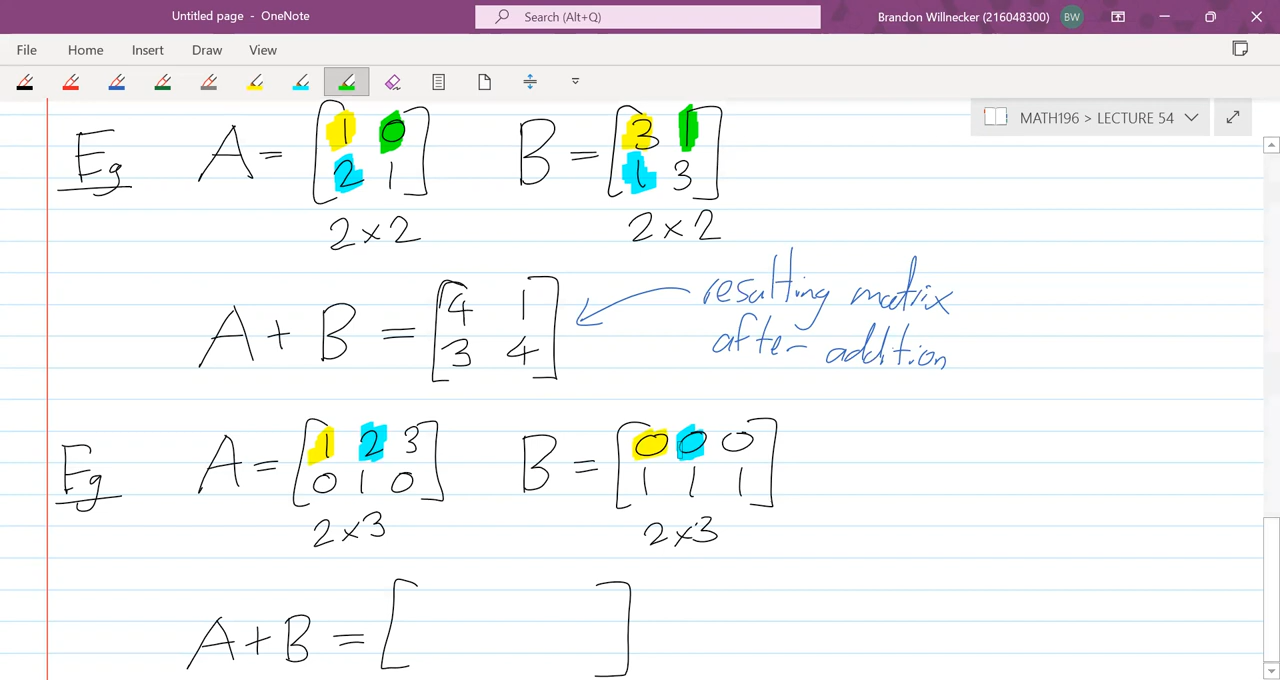 Untitled page - OneNote
Search (Alt+Q)
Brandon Willnecker (216048300)
BW
File Home Insert Draw View
MATH196 > LECTURE 54
Eg A = [1 0 B = [3 1
2 1] 1 3]
2×2 2×2
A + B = [4 1
3 4]
resulting matrix
after addition
Eg A = [1 2 3 B = [0 0 0
0 1 0] 1 1 1]
2×3 2×3
A+B = [ ]